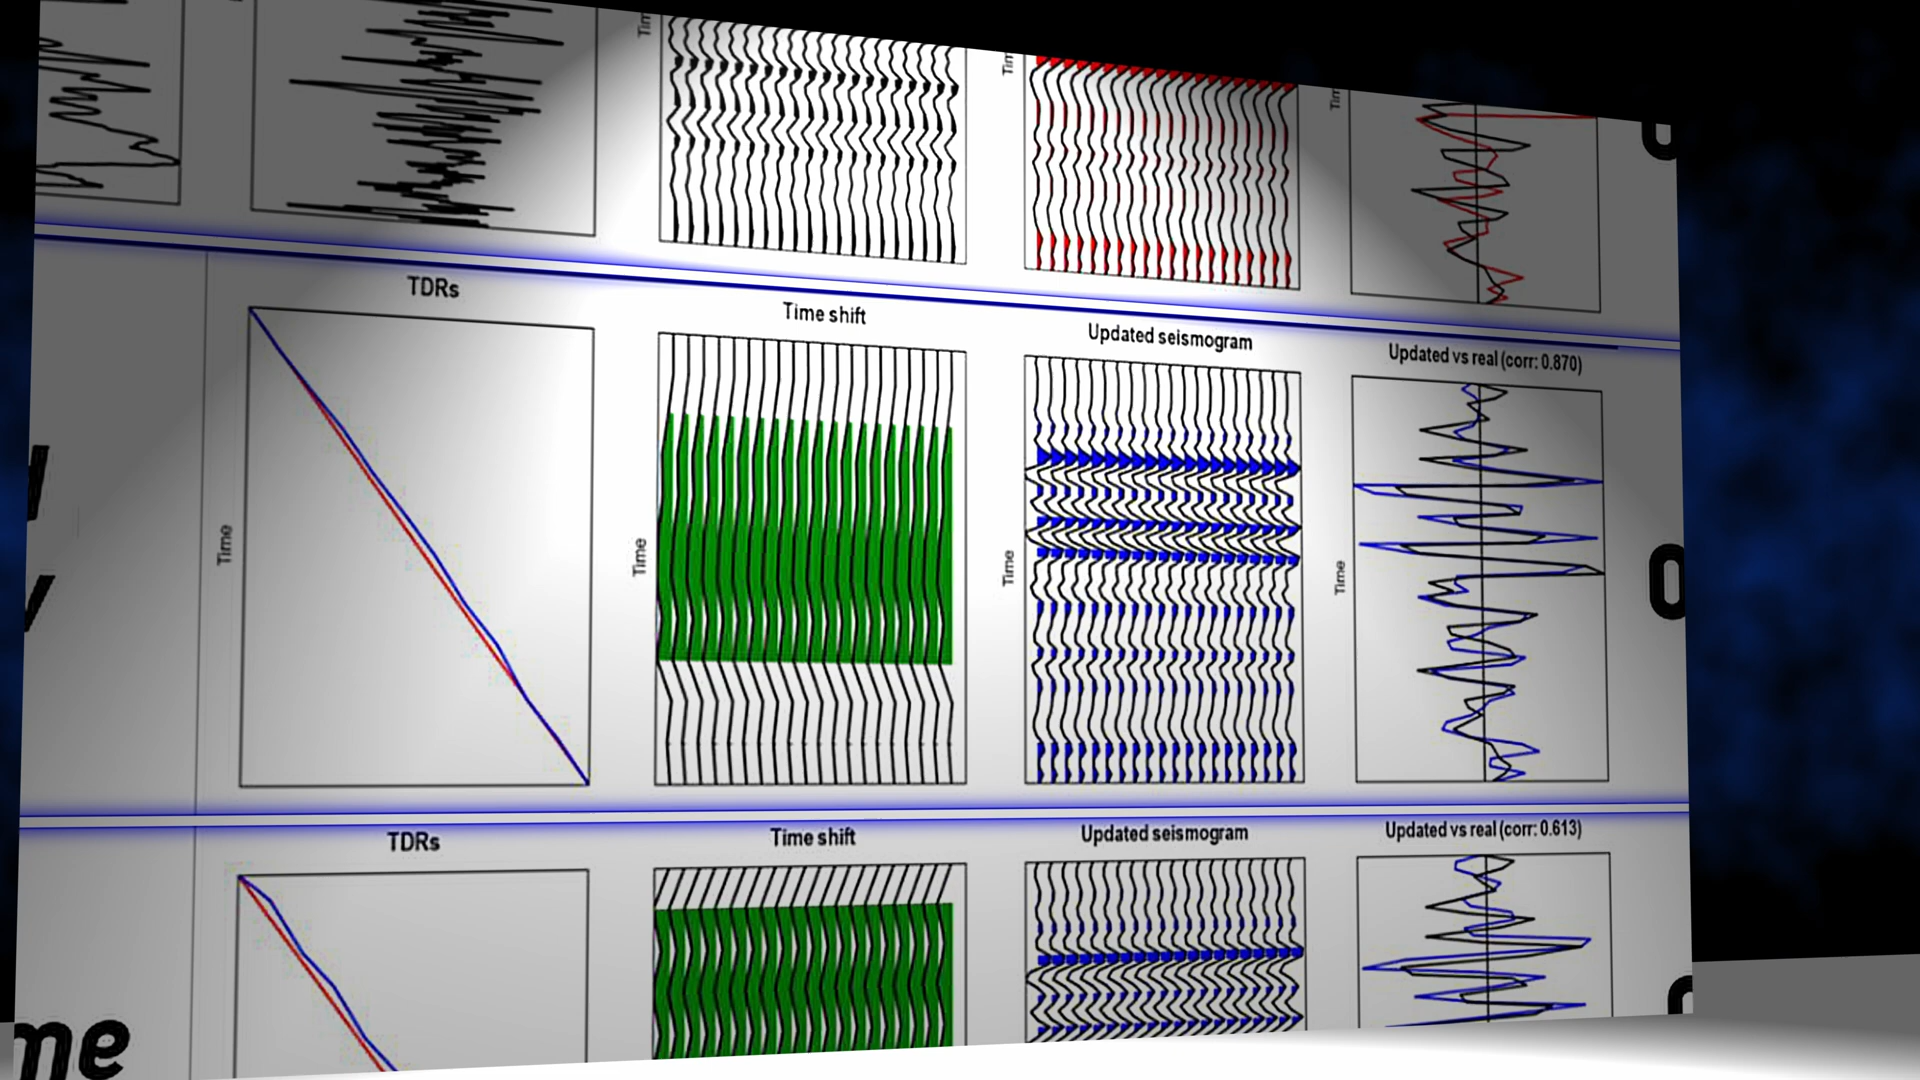 TDRs
Time shift
Updated seismogram
Updated vs real (corr: 0.870)
Time
Time
Time
Time
TDRs
Time shift
Updated seismogram
Updated vs real (corr: 0.613)
me